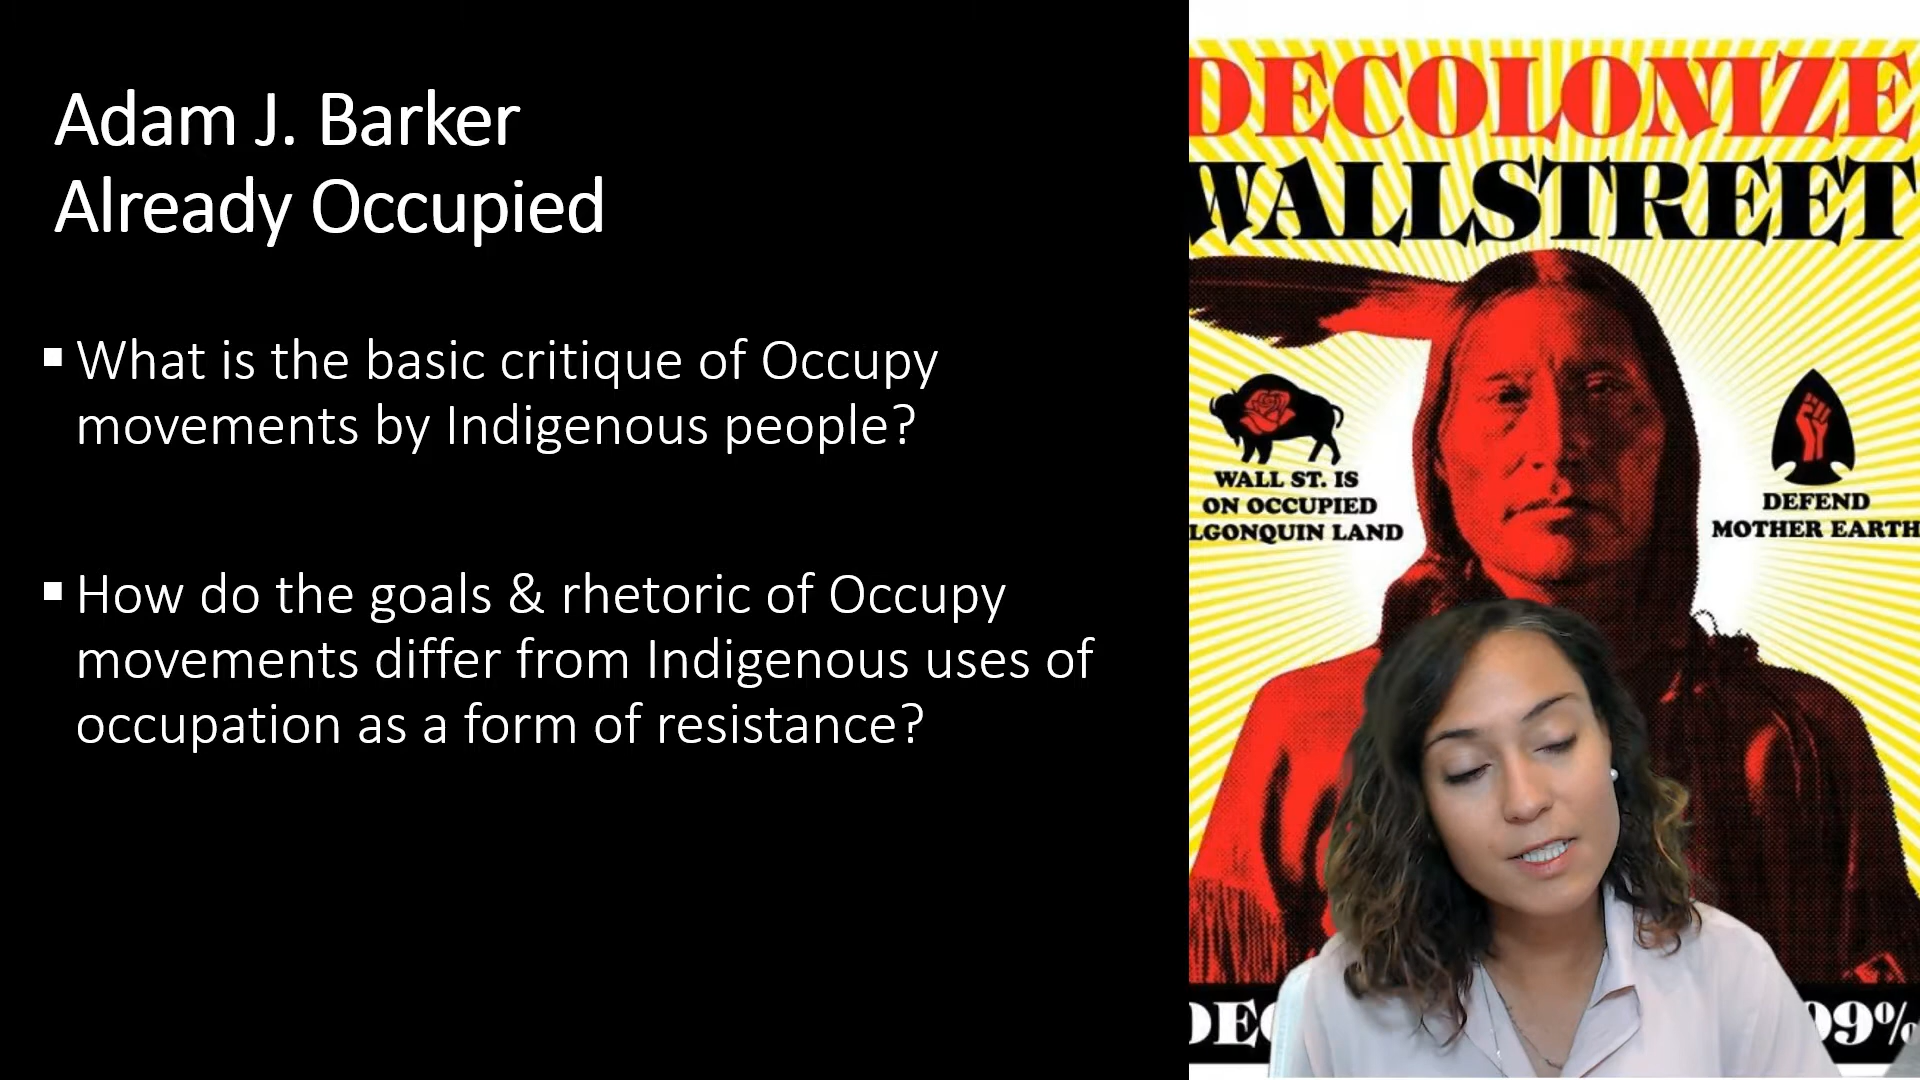 Adam J. Barker
Already Occupied
▪ What is the basic critique of Occupy
movements by Indigenous people?
▪ How do the goals & rhetoric of Occupy
movements differ from Indigenous uses of
occupation as a form of resistance?
DECOLONIZE
WALLSTREET
WALL ST. IS
ON OCCUPIED
LGONQUIN LAND
DEFEND
MOTHER EARTH
99%